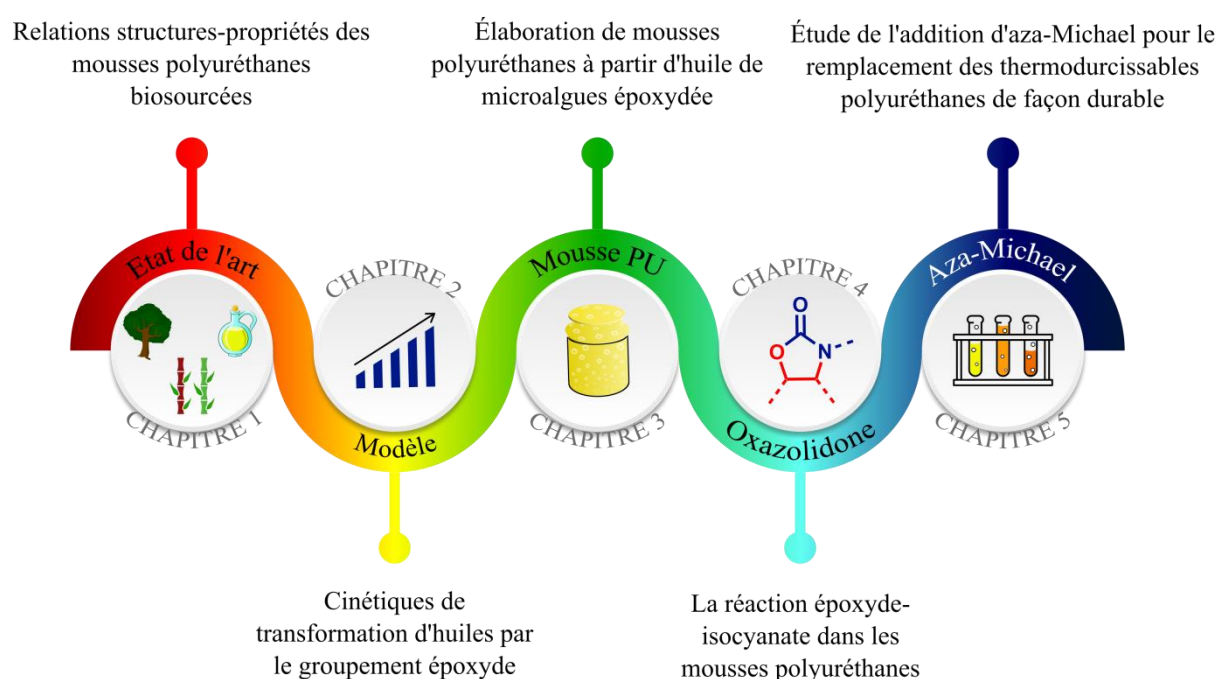 Relations structures-propriétés des
mousses polyuréthanes
biosourcées
Élaboration de mousses
polyuréthanes à partir d'huile de
microalgues époxydée
Étude de l'addition d'aza-Michael pour le
remplacement des thermodurcissables
polyuréthanes de façon durable
Etat de l'art
CHAPITRE 1
CHAPITRE 2
Modèle
Mousse PU
CHAPITRE 3
CHAPITRE 4
O
O
N
Oxazolidone
Aza-Michael
CHAPITRE 5
Cinétiques de
transformation d'huiles par
le groupement époxyde
La réaction époxyde-
isocyanate dans les
mousses polyuréthanes